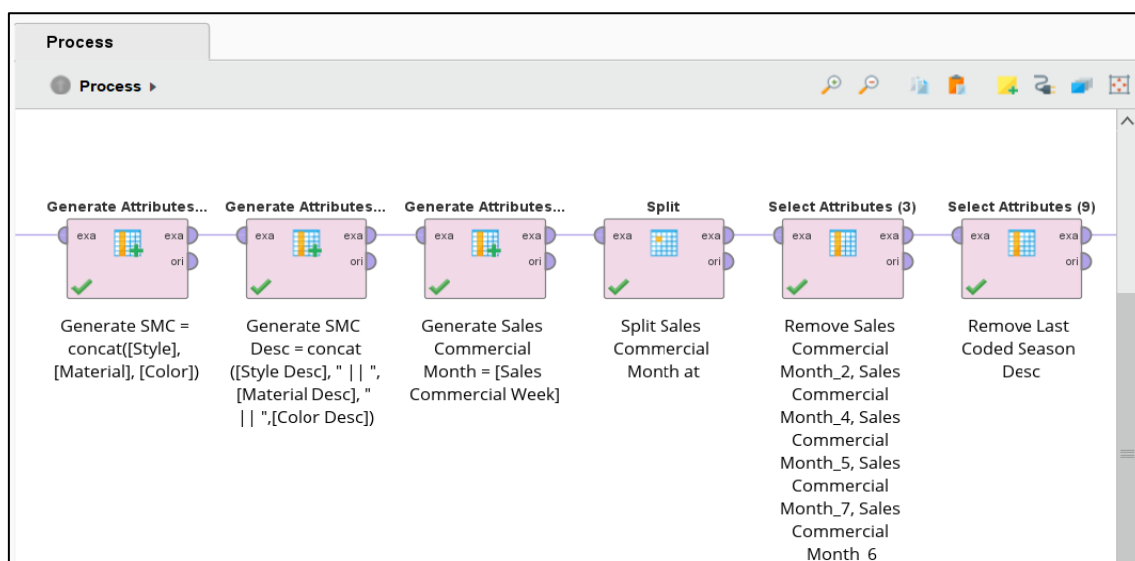 Process
Process
Generate Attributes...
Generate Attributes...
Generate Attributes...
Split
Select Attributes (3)
Select Attributes (9)
exa exa
ori
exa exa
ori
exa exa
ori
exa exa
ori
exa exa
ori
exa exa
ori
Generate SMC =
concat([Style],
[Material], [Color])
Generate SMC
Desc = concat
([Style Desc], " || ",
[Material Desc], "
|| ",[Color Desc])
Generate Sales
Commercial
Month = [Sales
Commercial Week]
Split Sales
Commercial
Month at
Remove Sales
Commercial
Month_2, Sales
Commercial
Month_4, Sales
Commercial
Month_5, Sales
Commercial
Month_7, Sales
Commercial
Month_6
Remove Last
Coded Season
Desc